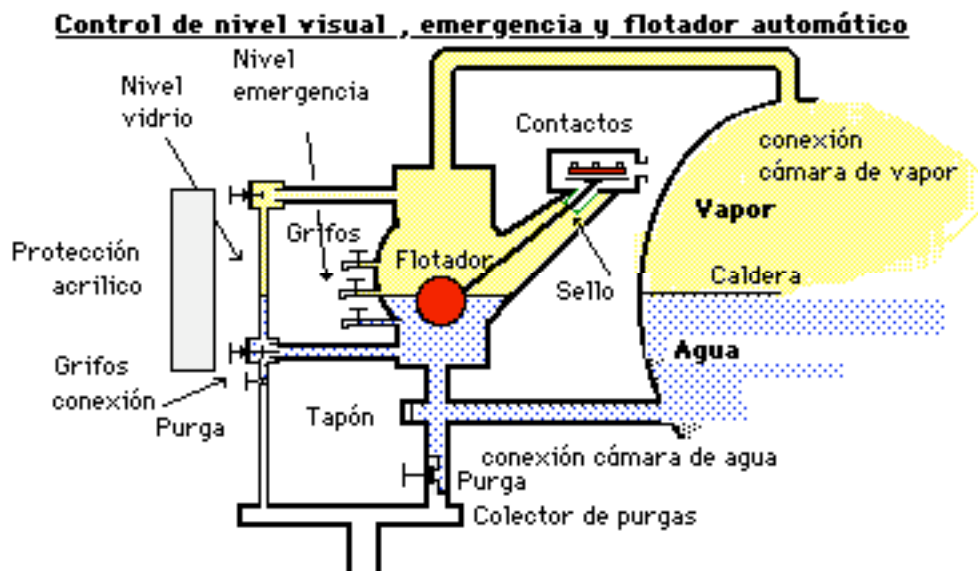 Control de nivel visual , emergencia y flotador automático
Nivel
emergencia
Nivel
vidrio
Contactos
conexión
cámara de vapor
Vapor
Grifos
Protección
acrílico
Flotador
Sello
Caldera
Agua
Grifos
conexión
Purga
Tapón
conexión cámara de agua
Purga
Colector de purgas